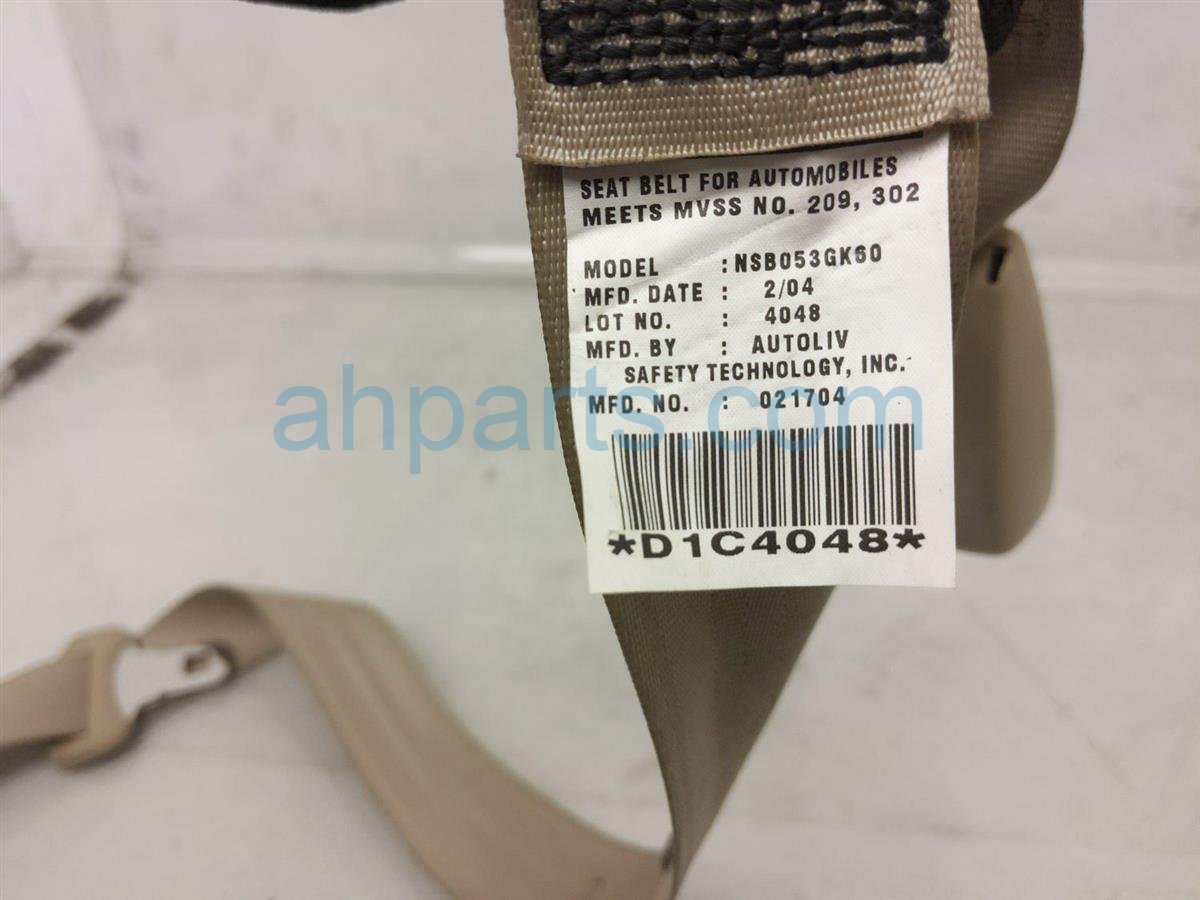 SEAT BELT FOR AUTOMOBILES
MEETS MVSS NO. 209, 302
MODEL :NSB053GK60
MFD. DATE : 2/04
LOT NO. : 4048
MFD. BY : AUTOLIV
SAFETY TECHNOLOGY, INC.
MFD. NO. : 021704
ahparts.com
*D1C4048*